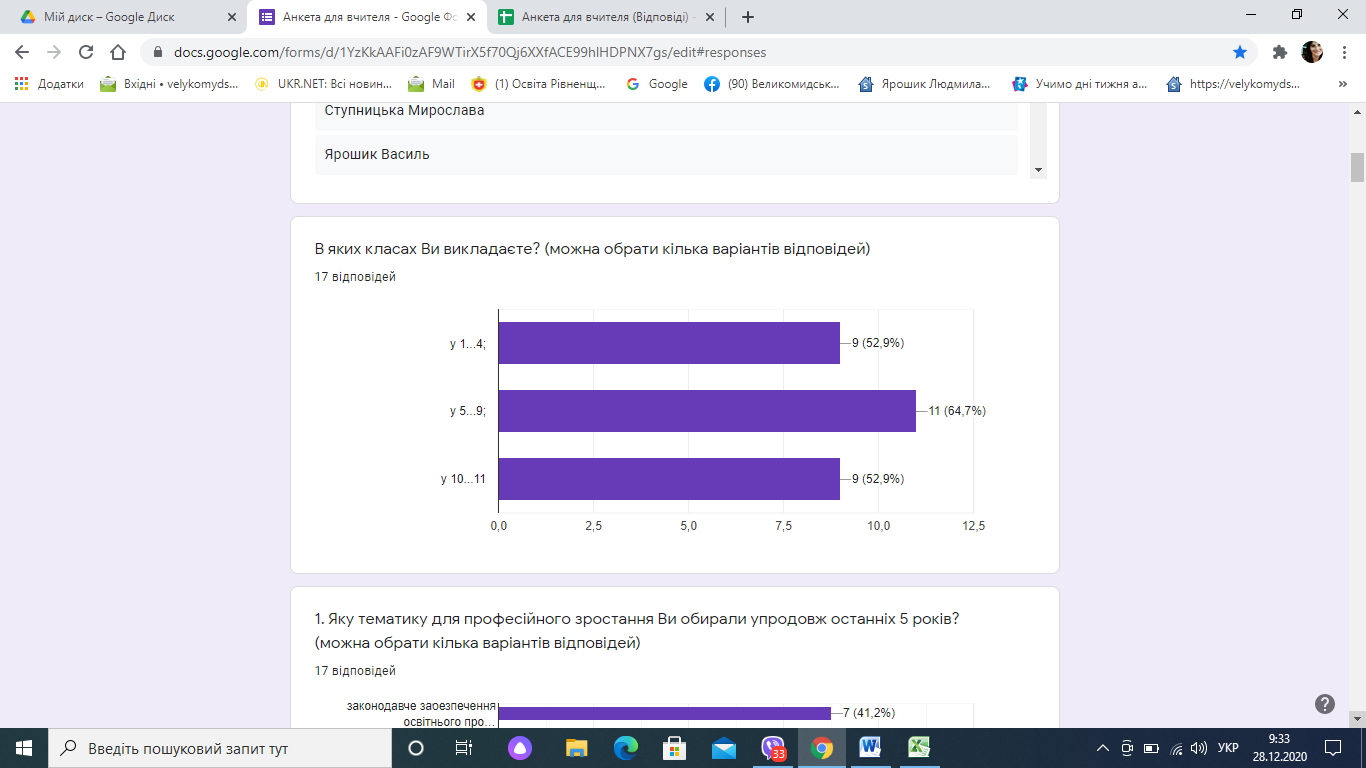 Мій диск – Google Диск
Анкета для вчителя - Google Фо
Анкета для вчителя (Відповіді) -
docs.google.com/forms/d/1YzKkAAFi0zAF9WTirX5f70Qj6XXfACE99hlHDPNX7gs/edit#responses
Додатки
Вхідні • velykomyds...
UKR.NET: Всі новин...
Mail
(1) Освіта Рівненщ...
Google
(90) Великомидськ...
Ярошик Людмила...
Учимо дні тижня а...
https://velykomyds...
»
Ступницька Мирослава
Ярошик Василь
В яких класах Ви викладаєте? (можна обрати кілька варіантів відповідей)
17 відповідей
у 1...4;
9 (52,9%)
у 5...9;
11 (64,7%)
у 10...11
9 (52,9%)
0,0
2,5
5,0
7,5
10,0
12,5
1. Яку тематику для професійного зростання Ви обирали упродовж останніх 5 років?
(можна обрати кілька варіантів відповідей)
17 відповідей
законодавче забезпечення
освітнього про...
7 (41,2%)
Введіть пошуковий запит тут
33
УКР
9:33
28.12.2020